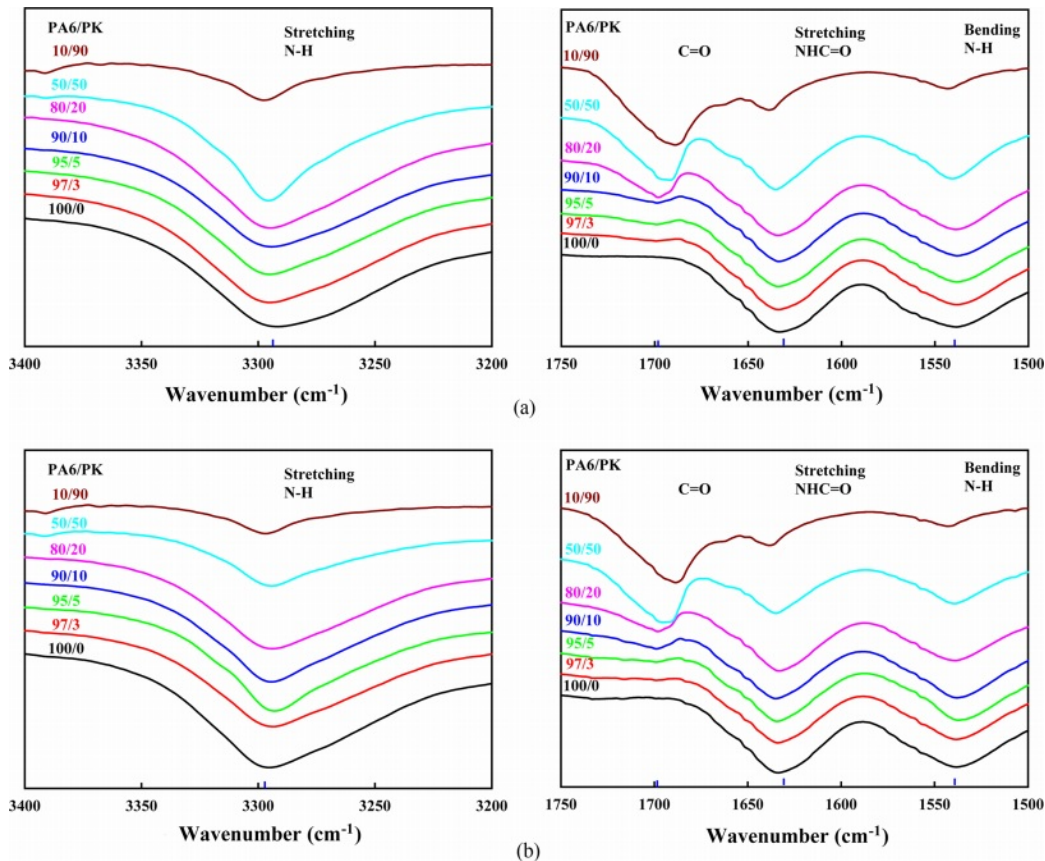 PA6/PK
Stretching
N-H
10/90
50/50
80/20
90/10
95/5
97/3
100/0
3400 3350 3300 3250 3200
Wavenumber (cm⁻¹)
PA6/PK
C=O
Stretching
NHC=O
Bending
N-H
10/90
50/50
80/20
90/10
95/5
97/3
100/0
1750 1700 1650 1600 1550 1500
Wavenumber (cm⁻¹)
(a)
PA6/PK
Stretching
N-H
10/90
50/50
80/20
90/10
95/5
97/3
100/0
3400 3350 3300 3250 3200
Wavenumber (cm⁻¹)
PA6/PK
C=O
Stretching
NHC=O
Bending
N-H
10/90
50/50
80/20
90/10
95/5
97/3
100/0
1750 1700 1650 1600 1550 1500
Wavenumber (cm⁻¹)
(b)